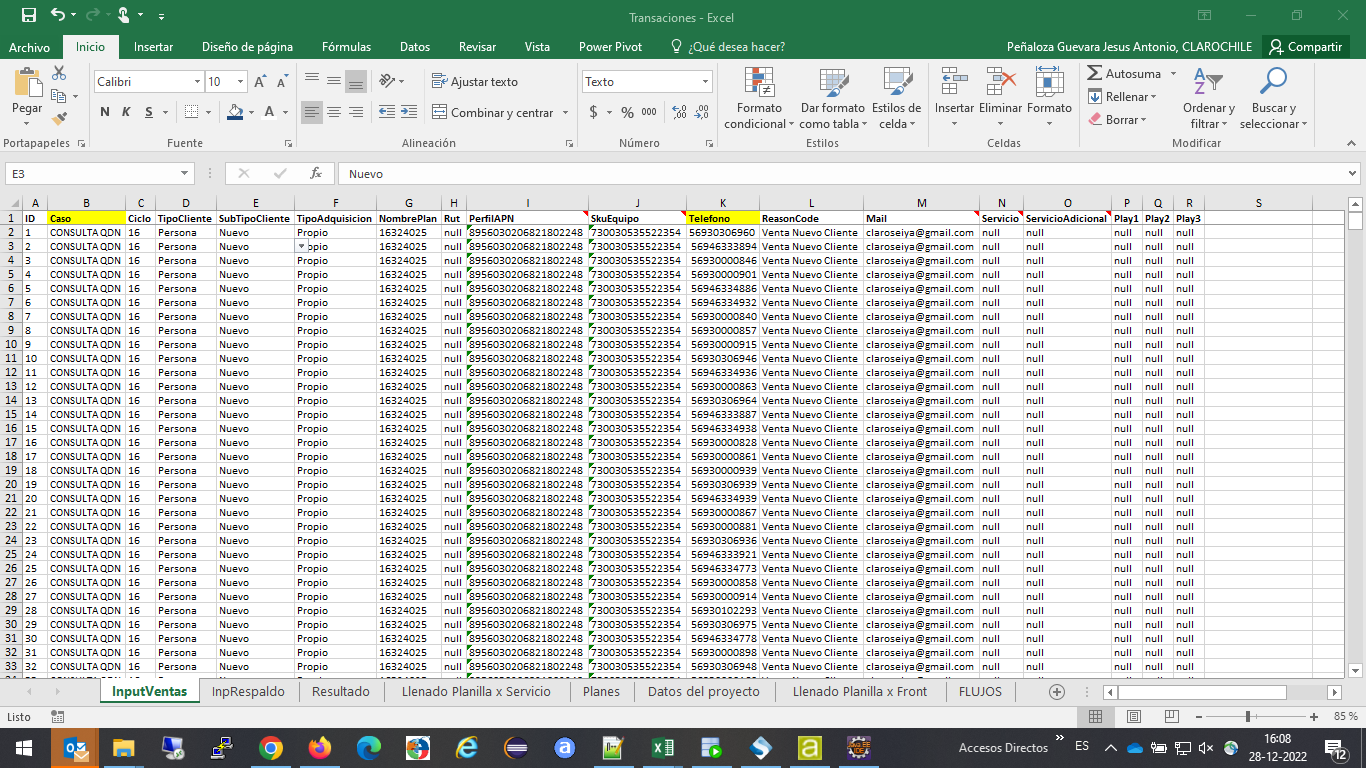 Transaciones - Excel
Archivo Inicio Insertar Diseño de página Fórmulas Datos Revisar Vista Power Pivot ¿Qué desea hacer? Peñaloza Guevara Jesus Antonio, CLAROCHILE Compartir
Pegar Calibri 10 Ajustar texto Texto Formato condicional Dar formato como tabla Estilos de celda Insertar Eliminar Formato Autosuma Rellenar Borrar Ordenar y filtrar Buscar y seleccionar
N K S Combinar y centrar $ % 000
Portapapeles Fuente Alineación Número Estilos Celdas Modificar
E3 fx Nuevo
A B C D E F G H I J K L M N O P Q R S
1 ID Caso Ciclo TipoCliente SubTipoCliente TipoAdquisicion NombrePlan Rut PerfilAPN SkuEquipo Telefono ReasonCode Mail Servicio ServicioAdicional Play1 Play2 Play3
2 1 CONSULTA QDN 16 Persona Nuevo Propio 16324025 null 8956030206821802248 730030535522354 56930306960 Venta Nuevo Cliente claroseiya@gmail.com null null null null null
3 2 CONSULTA QDN 16 Persona Nuevo pio 16324025 null 8956030206821802248 730030535522354 56946333894 Venta Nuevo Cliente claroseiya@gmail.com null null null null null
4 3 CONSULTA QDN 16 Persona Nuevo Propio 16324025 null 8956030206821802248 730030535522354 56930000846 Venta Nuevo Cliente claroseiya@gmail.com null null null null null
5 4 CONSULTA QDN 16 Persona Nuevo Propio 16324025 null 8956030206821802248 730030535522354 56930000901 Venta Nuevo Cliente claroseiya@gmail.com null null null null null
6 5 CONSULTA QDN 16 Persona Nuevo Propio 16324025 null 8956030206821802248 730030535522354 56946334886 Venta Nuevo Cliente claroseiya@gmail.com null null null null null
7 6 CONSULTA QDN 16 Persona Nuevo Propio 16324025 null 8956030206821802248 730030535522354 56946334932 Venta Nuevo Cliente claroseiya@gmail.com null null null null null
8 7 CONSULTA QDN 16 Persona Nuevo Propio 16324025 null 8956030206821802248 730030535522354 56930000840 Venta Nuevo Cliente claroseiya@gmail.com null null null null null
9 8 CONSULTA QDN 16 Persona Nuevo Propio 16324025 null 8956030206821802248 730030535522354 56930000857 Venta Nuevo Cliente claroseiya@gmail.com null null null null null
10 9 CONSULTA QDN 16 Persona Nuevo Propio 16324025 null 8956030206821802248 730030535522354 56930000915 Venta Nuevo Cliente claroseiya@gmail.com null null null null null
11 10 CONSULTA QDN 16 Persona Nuevo Propio 16324025 null 8956030206821802248 730030535522354 56930306946 Venta Nuevo Cliente claroseiya@gmail.com null null null null null
12 11 CONSULTA QDN 16 Persona Nuevo Propio 16324025 null 8956030206821802248 730030535522354 56946334936 Venta Nuevo Cliente claroseiya@gmail.com null null null null null
13 12 CONSULTA QDN 16 Persona Nuevo Propio 16324025 null 8956030206821802248 730030535522354 56930000863 Venta Nuevo Cliente claroseiya@gmail.com null null null null null
14 13 CONSULTA QDN 16 Persona Nuevo Propio 16324025 null 8956030206821802248 730030535522354 56930306964 Venta Nuevo Cliente claroseiya@gmail.com null null null null null
15 14 CONSULTA QDN 16 Persona Nuevo Propio 16324025 null 8956030206821802248 730030535522354 56946333887 Venta Nuevo Cliente claroseiya@gmail.com null null null null null
16 15 CONSULTA QDN 16 Persona Nuevo Propio 16324025 null 8956030206821802248 730030535522354 56946334938 Venta Nuevo Cliente claroseiya@gmail.com null null null null null
17 16 CONSULTA QDN 16 Persona Nuevo Propio 16324025 null 8956030206821802248 730030535522354 56930000828 Venta Nuevo Cliente claroseiya@gmail.com null null null null null
18 17 CONSULTA QDN 16 Persona Nuevo Propio 16324025 null 8956030206821802248 730030535522354 56930000861 Venta Nuevo Cliente claroseiya@gmail.com null null null null null
19 18 CONSULTA QDN 16 Persona Nuevo Propio 16324025 null 8956030206821802248 730030535522354 56930000939 Venta Nuevo Cliente claroseiya@gmail.com null null null null null
20 19 CONSULTA QDN 16 Persona Nuevo Propio 16324025 null 8956030206821802248 730030535522354 56930306939 Venta Nuevo Cliente claroseiya@gmail.com null null null null null
21 20 CONSULTA QDN 16 Persona Nuevo Propio 16324025 null 8956030206821802248 730030535522354 56946334939 Venta Nuevo Cliente claroseiya@gmail.com null null null null null
22 21 CONSULTA QDN 16 Persona Nuevo Propio 16324025 null 8956030206821802248 730030535522354 56930000867 Venta Nuevo Cliente claroseiya@gmail.com null null null null null
23 22 CONSULTA QDN 16 Persona Nuevo Propio 16324025 null 8956030206821802248 730030535522354 56930000881 Venta Nuevo Cliente claroseiya@gmail.com null null null null null
24 23 CONSULTA QDN 16 Persona Nuevo Propio 16324025 null 8956030206821802248 730030535522354 56930306936 Venta Nuevo Cliente claroseiya@gmail.com null null null null null
25 24 CONSULTA QDN 16 Persona Nuevo Propio 16324025 null 8956030206821802248 730030535522354 56946333921 Venta Nuevo Cliente claroseiya@gmail.com null null null null null
26 25 CONSULTA QDN 16 Persona Nuevo Propio 16324025 null 8956030206821802248 730030535522354 56946334773 Venta Nuevo Cliente claroseiya@gmail.com null null null null null
27 26 CONSULTA QDN 16 Persona Nuevo Propio 16324025 null 8956030206821802248 730030535522354 56930000858 Venta Nuevo Cliente claroseiya@gmail.com null null null null null
28 27 CONSULTA QDN 16 Persona Nuevo Propio 16324025 null 8956030206821802248 730030535522354 56930000914 Venta Nuevo Cliente claroseiya@gmail.com null null null null null
29 28 CONSULTA QDN 16 Persona Nuevo Propio 16324025 null 8956030206821802248 730030535522354 56930102293 Venta Nuevo Cliente claroseiya@gmail.com null null null null null
30 29 CONSULTA QDN 16 Persona Nuevo Propio 16324025 null 8956030206821802248 730030535522354 56930306975 Venta Nuevo Cliente claroseiya@gmail.com null null null null null
31 30 CONSULTA QDN 16 Persona Nuevo Propio 16324025 null 8956030206821802248 730030535522354 56946334778 Venta Nuevo Cliente claroseiya@gmail.com null null null null null
32 31 CONSULTA QDN 16 Persona Nuevo Propio 16324025 null 8956030206821802248 730030535522354 56930000898 Venta Nuevo Cliente claroseiya@gmail.com null null null null null
33 32 CONSULTA QDN 16 Persona Nuevo Propio 16324025 null 8956030206821802248 730030535522354 56930306948 Venta Nuevo Cliente claroseiya@gmail.com null null null null null
InputVentas InpRespaldo Resultado Llenado Planilla x Servicio Planes Datos del proyecto Llenado Planilla x Front FLUJOS
Listo 85 %
Accesos Directos ES 16:08
28-12-2022 12